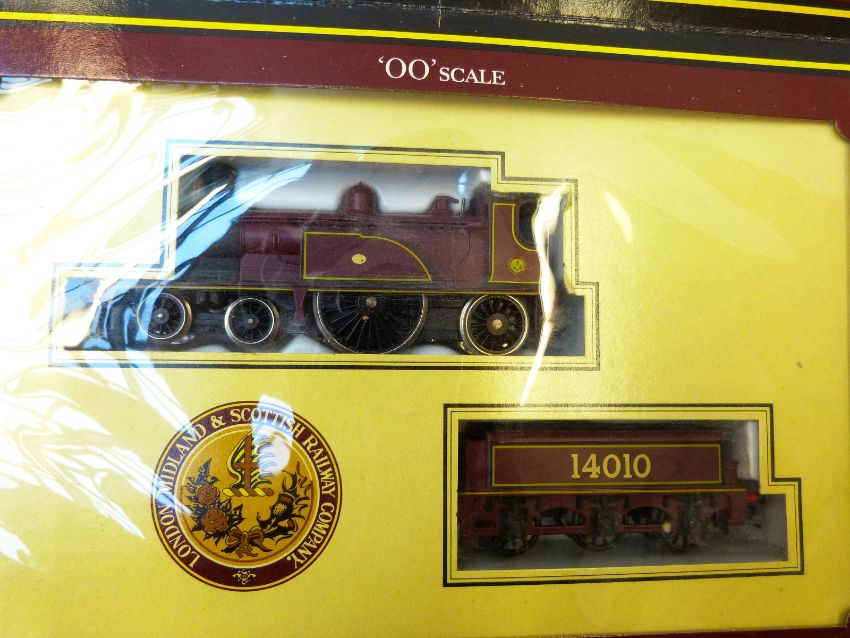 'OO' SCALE
LONDON MIDLAND & SCOTTISH RAILWAY COMPANY.
14010